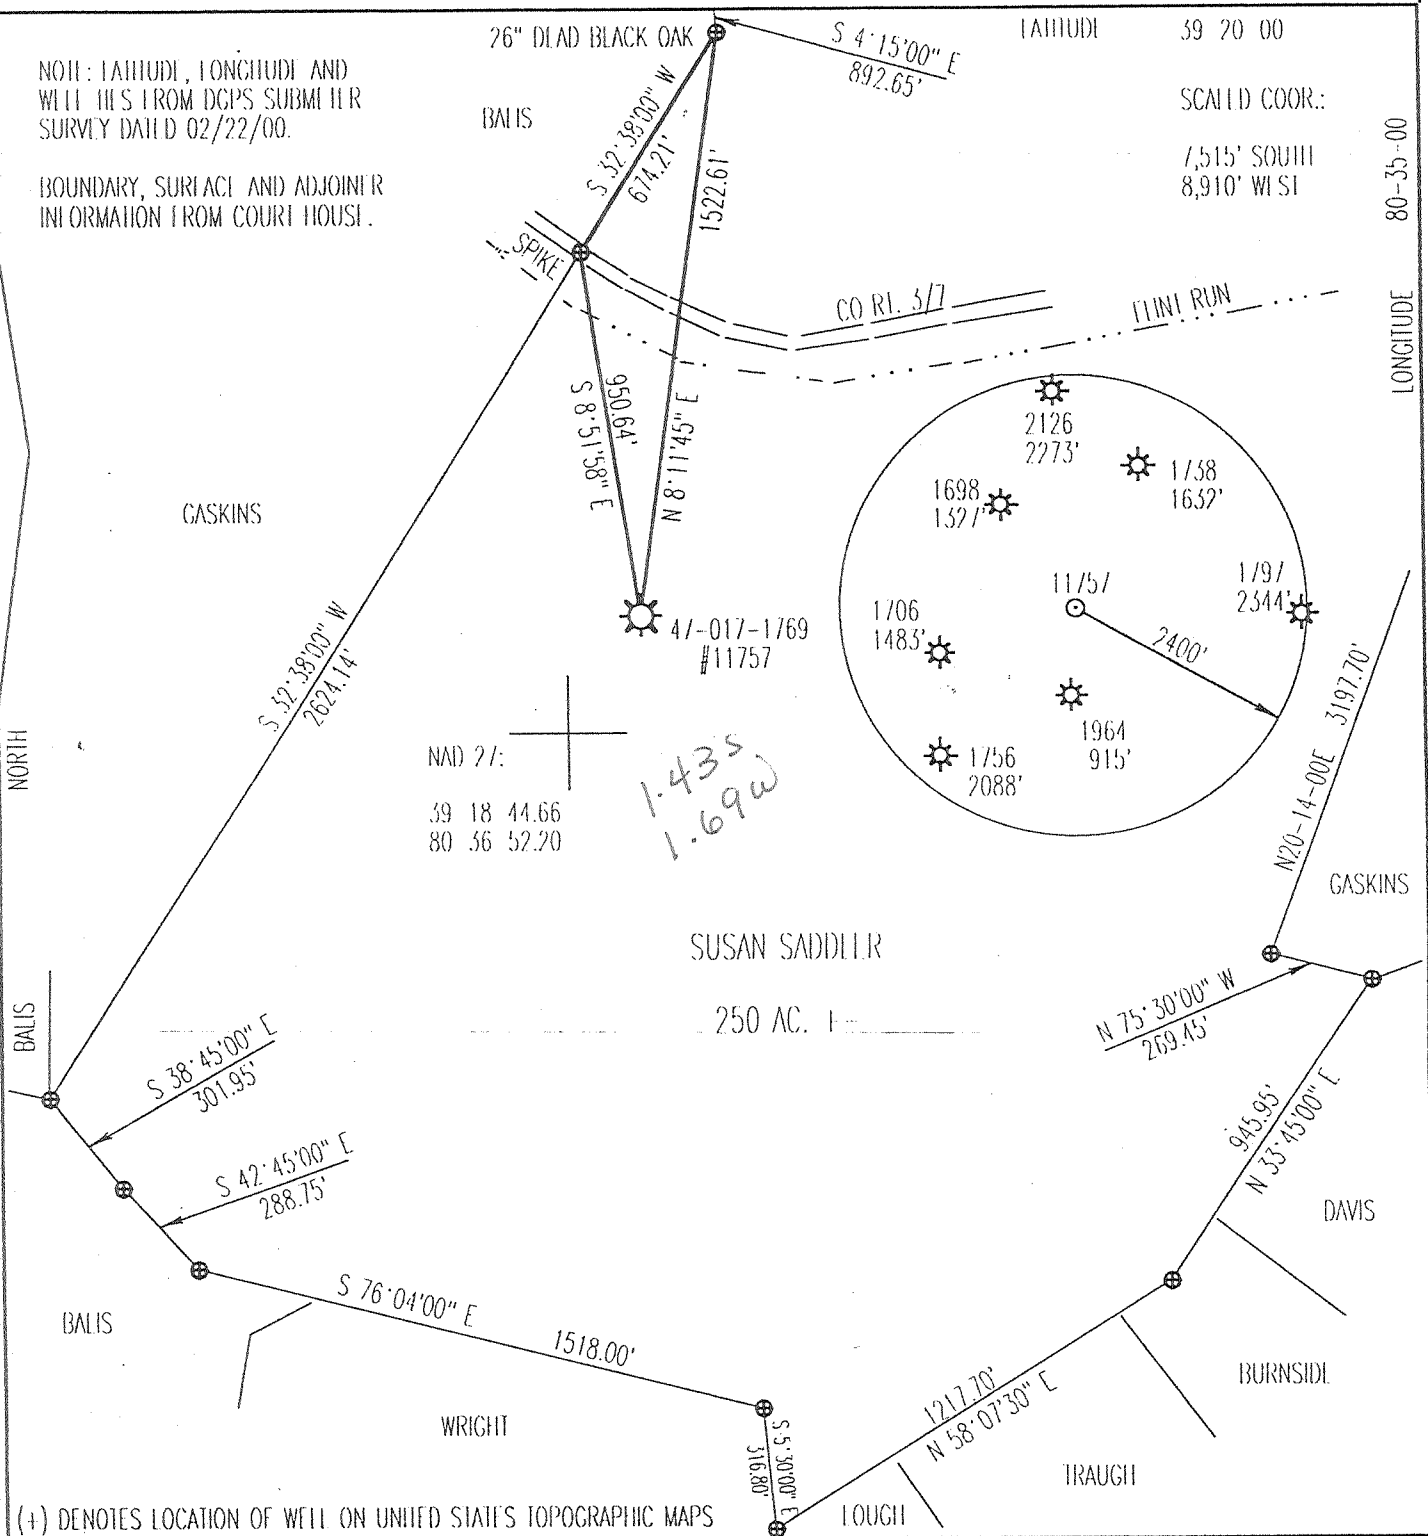 26" DEAD BLACK OAK
S 4°15'00" E
892.65'
LATITUDE 39 20 00
NOTE: LATITUDE, LONGITUDE AND
WELL TIES FROM DGPS SUBMETER
SURVEY DATED 02/22/00.
BOUNDARY, SURFACE AND ADJOINER
INFORMATION FROM COURT HOUSE.
BALIS
SCALED COOR.:
7,515' SOUTH
8,910' WEST
LONGITUDE 80-35-00
S 32°38'00" W
674.21'
1522.61'
SPIKE
CO RT. 3/7
FLINT RUN
950.64'
S 8°51'58" E
N 8°11'45" E
GASKINS
2126
2273'
1738
1632'
1698
1327'
11757
1797
2344'
1706
1483'
2400'
47-017-1769
#11757
1964
915'
1756
2088'
S 32°38'00" W
2624.14'
NORTH
NAD 27:
39 18 44.66
80 36 52.20
1.43s
1.69w
N20-14-00E 3197.70'
GASKINS
SUSAN SADDLER
250 AC.
N 75°30'00" W
269.45'
BALIS
S 38°45'00" E
301.95'
S 42°45'00" E
288.75'
945.95'
N 33°45'00" E
DAVIS
BALIS
S 76°04'00" E 1518.00'
WRIGHT
S 5°30'00" E
316.80'
1217.70'
N 58°07'30" E
BURNSIDE
TRAUGH
LOUGH
(+) DENOTES LOCATION OF WELL ON UNITED STATES TOPOGRAPHIC MAPS